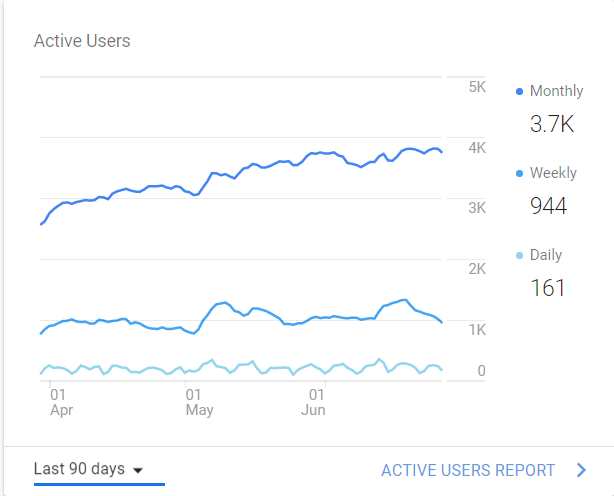 Active Users
5K
4K
3K
2K
1K
0
01 Apr
01 May
01 Jun
Monthly
3.7K
Weekly
944
Daily
161
Last 90 days
ACTIVE USERS REPORT